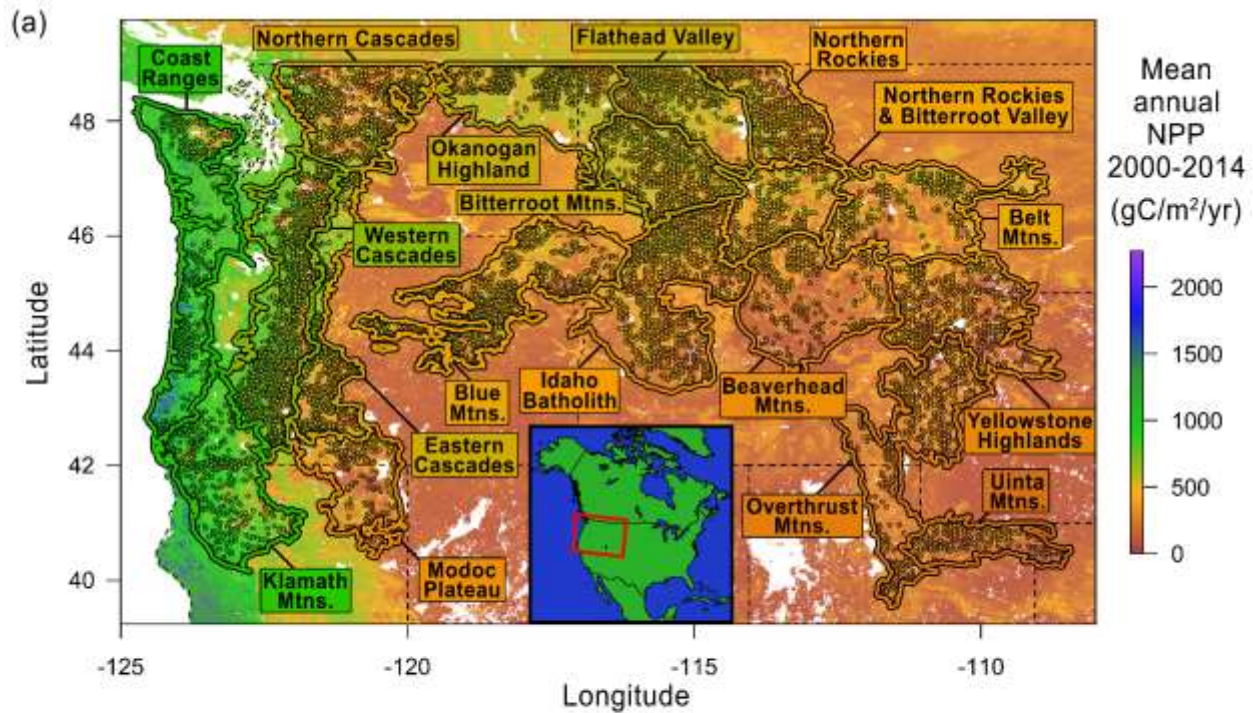 (a)
Northern Cascades
Flathead Valley
Northern
Rockies
Coast
Ranges
Northern Rockies
& Bitterroot Valley
Okanogan
Highland
Bitterroot Mtns.
Belt
Mtns.
Western
Cascades
Blue
Mtns.
Idaho
Batholith
Beaverhead
Mtns.
Yellowstone
Highlands
Eastern
Cascades
Overthrust
Mtns.
Uinta
Mtns.
Klamath
Mtns.
Modoc
Plateau
Latitude
48
46
44
42
40
-125
-120
-115
-110
Longitude
Mean
annual
NPP
2000-2014
(gC/m²/yr)
2000
1500
1000
500
0